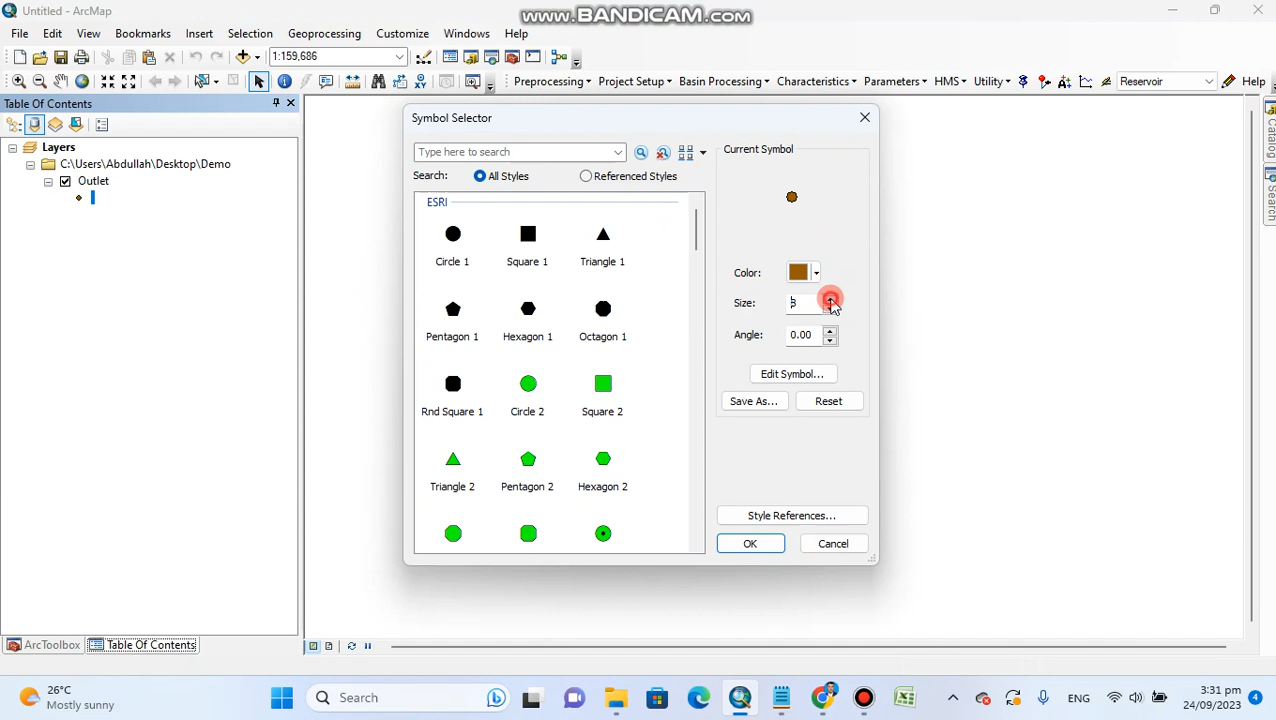 Untitled - ArcMap
www.BANDICAM.com
File Edit View Bookmarks Insert Selection Geoprocessing Customize Windows Help
1:159,686
Preprocessing Project Setup Basin Processing Characteristics Parameters HMS Utility Reservoir Help
Table Of Contents
Layers
C:\Users\Abdullah\Desktop\Demo
Outlet
Symbol Selector
Type here to search
Search: All Styles Referenced Styles
ESRI
Circle 1 Square 1 Triangle 1
Pentagon 1 Hexagon 1 Octagon 1
Rnd Square 1 Circle 2 Square 2
Triangle 2 Pentagon 2 Hexagon 2
Current Symbol
Color:
Size: 8
Angle: 0.00
Edit Symbol...
Save As... Reset
Style References...
OK Cancel
Catalog
Search
ArcToolbox Table Of Contents
26°C
Mostly sunny
Search
ENG
3:31 pm
24/09/2023
4